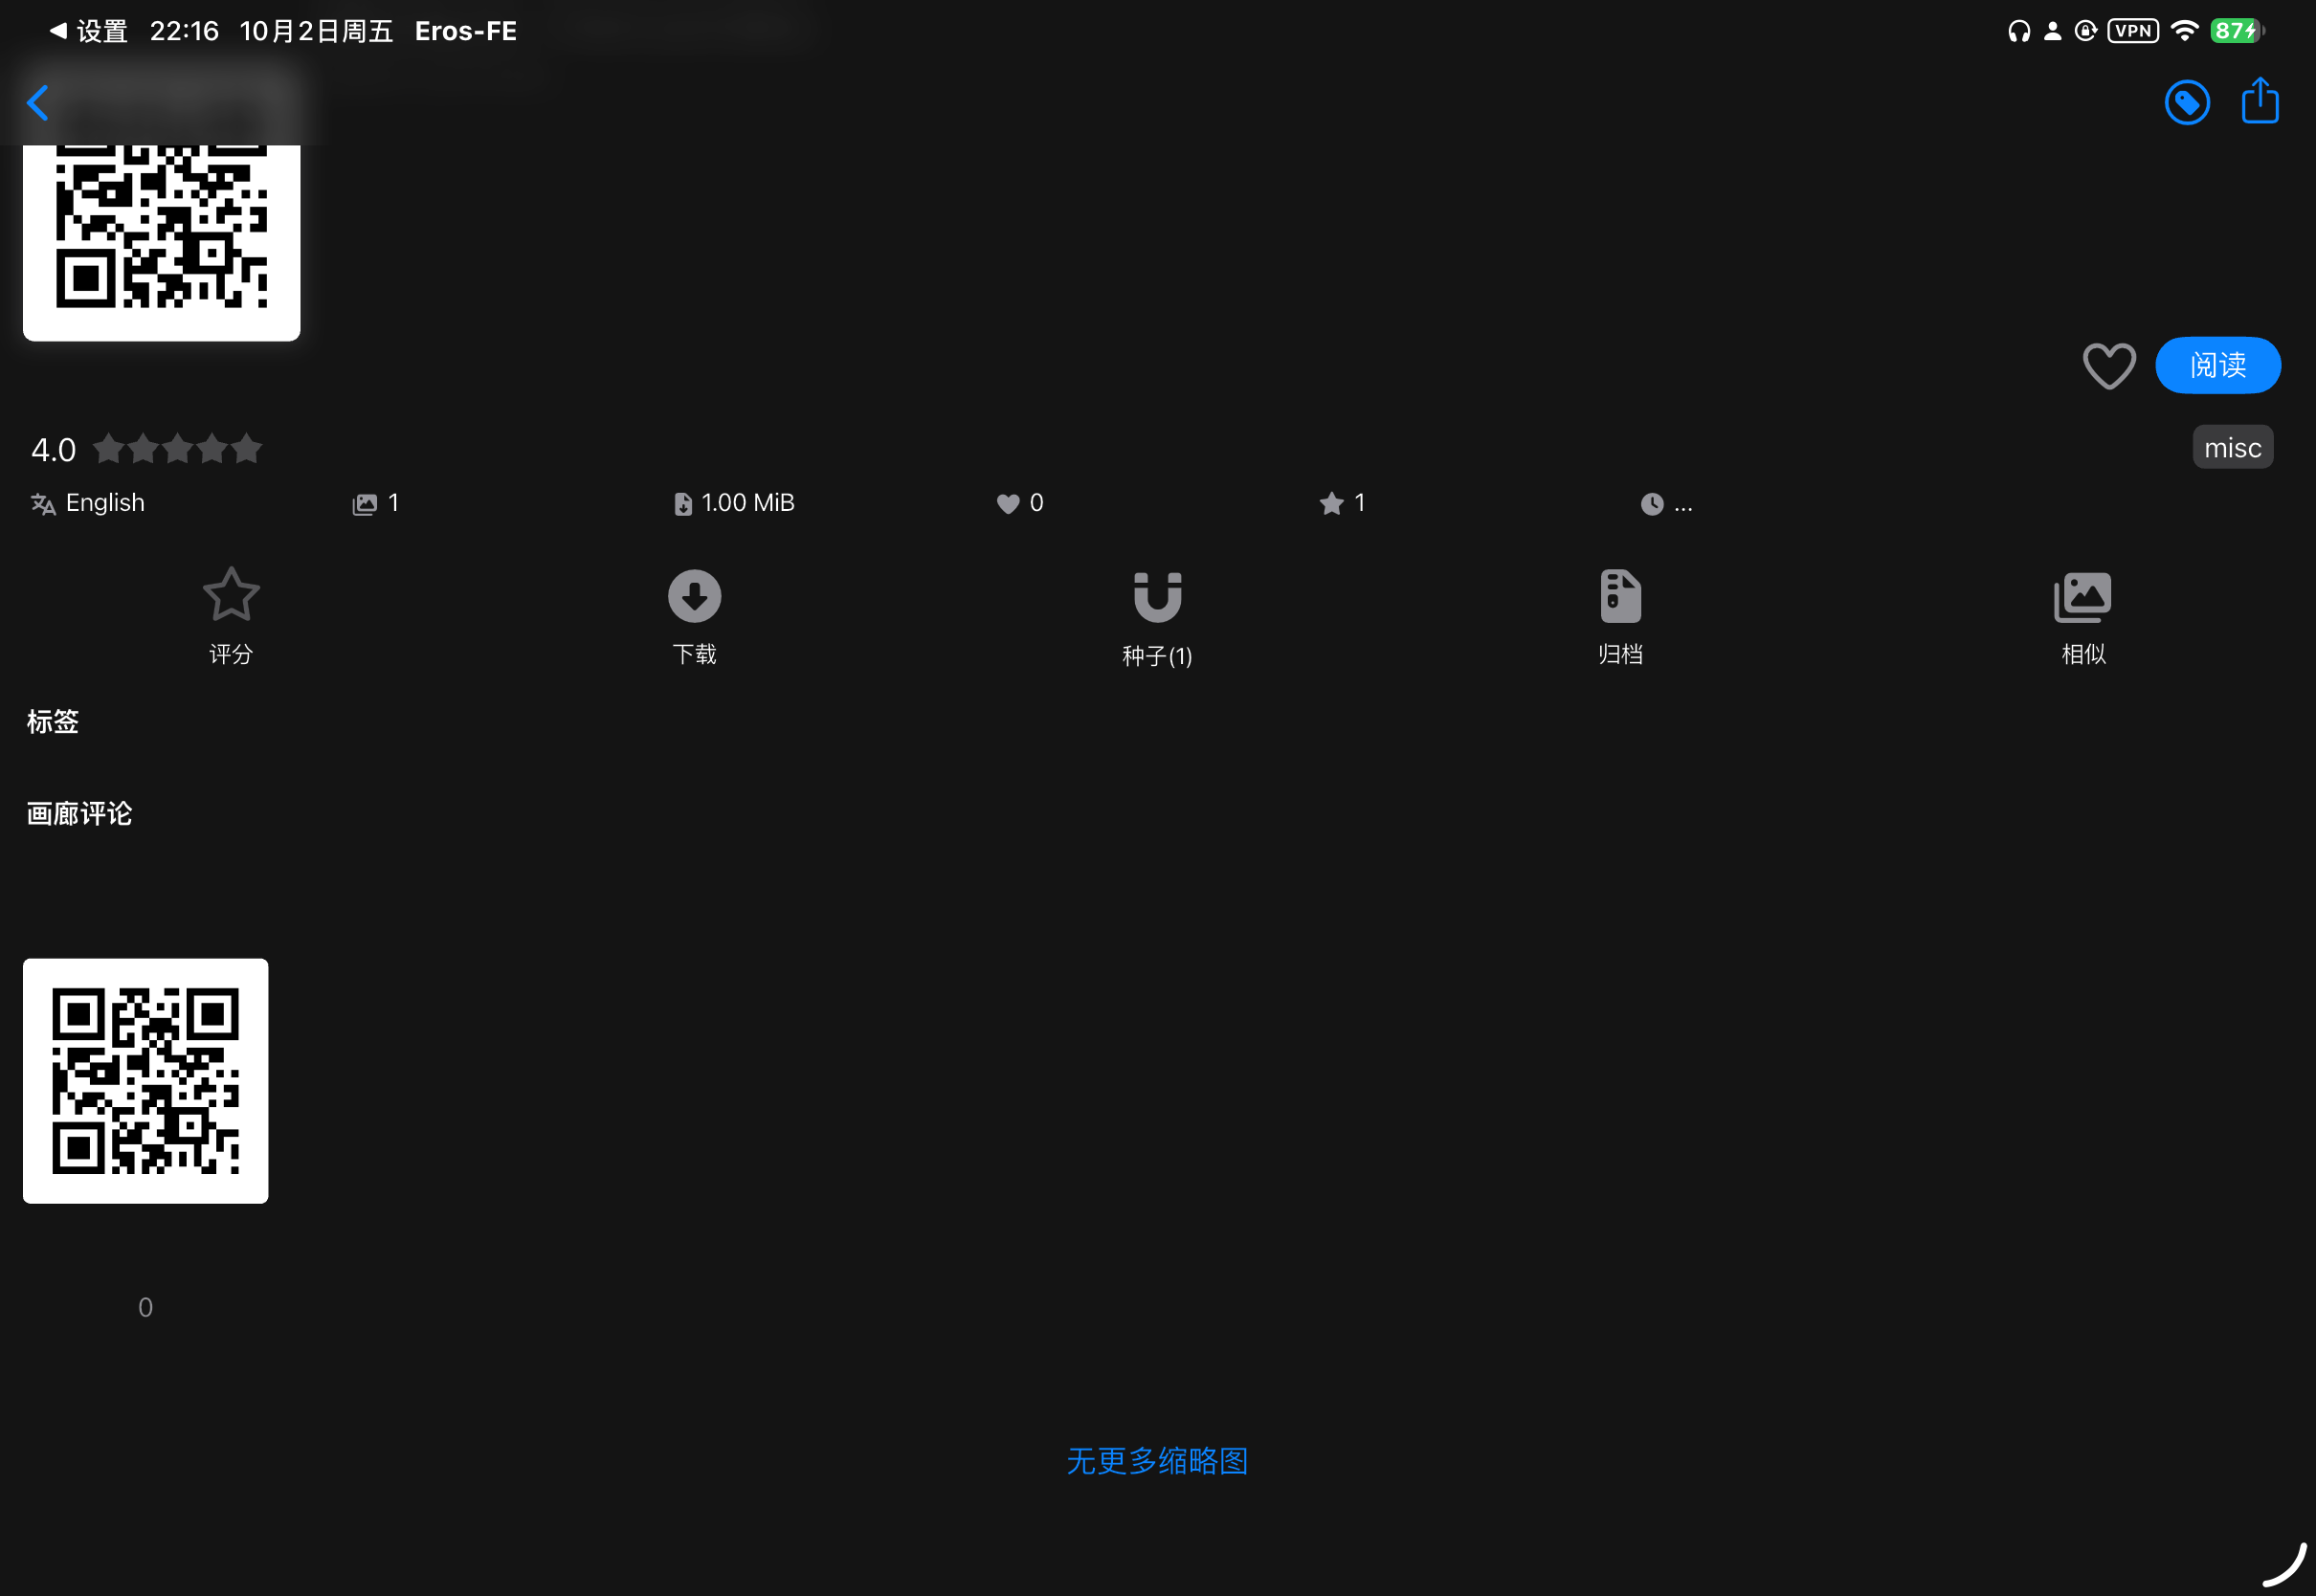 设置 22:16 10月2日周五 Eros-FE VPN 87
阅读
4.0 misc
English 1 1.00 MiB 0 1 ...
评分 下载 种子(1) 归档 相似
标签
画廊评论
0
无更多缩略图